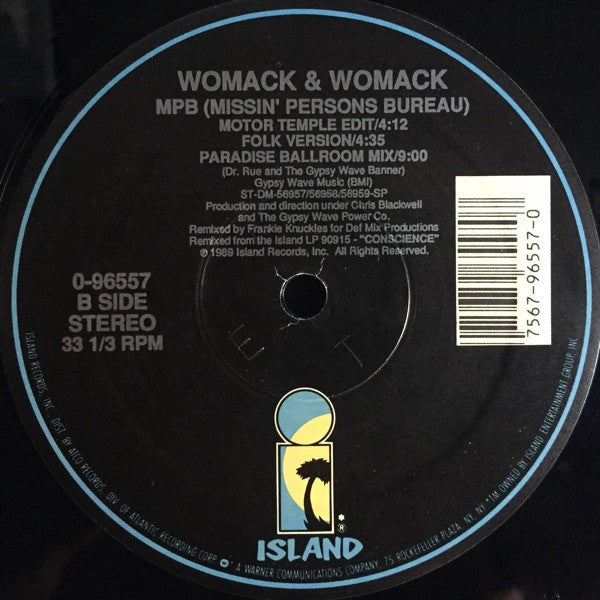 WOMACK & WOMACK
MPB (MISSIN' PERSONS BUREAU)
MOTOR TEMPLE EDIT/4:12
FOLK VERSION/4:35
PARADISE BALLROOM MIX/9:00
(Dr. Rue and The Gypsy Wave Banner)
Gypsy Wave Music (BMI)
ST-DM-56957/56958/56959-SP
Production and direction under Chris Blackwell
and The Gypsy Wave Power Co.
Remixed by Frankie Knuckles for Def Mix Productions
Remixed from the Island LP 90915 - "CONSCIENCE"
℗ 1989 Island Records, Inc. All Rights Reserved.
0-96557
B SIDE
STEREO
33 1/3 RPM
7567-96557-0
E T
i
®
ISLAND
ISLAND RECORDS, INC., DIST. BY ATCO RECORDS, DIV. OF ATLANTIC RECORDING CORP. A WARNER COMMUNICATIONS COMPANY, 75 ROCKEFELLER PLAZA, NY, NY *TM OWNED BY ISLAND ENTERTAINMENT GROUP, INC.